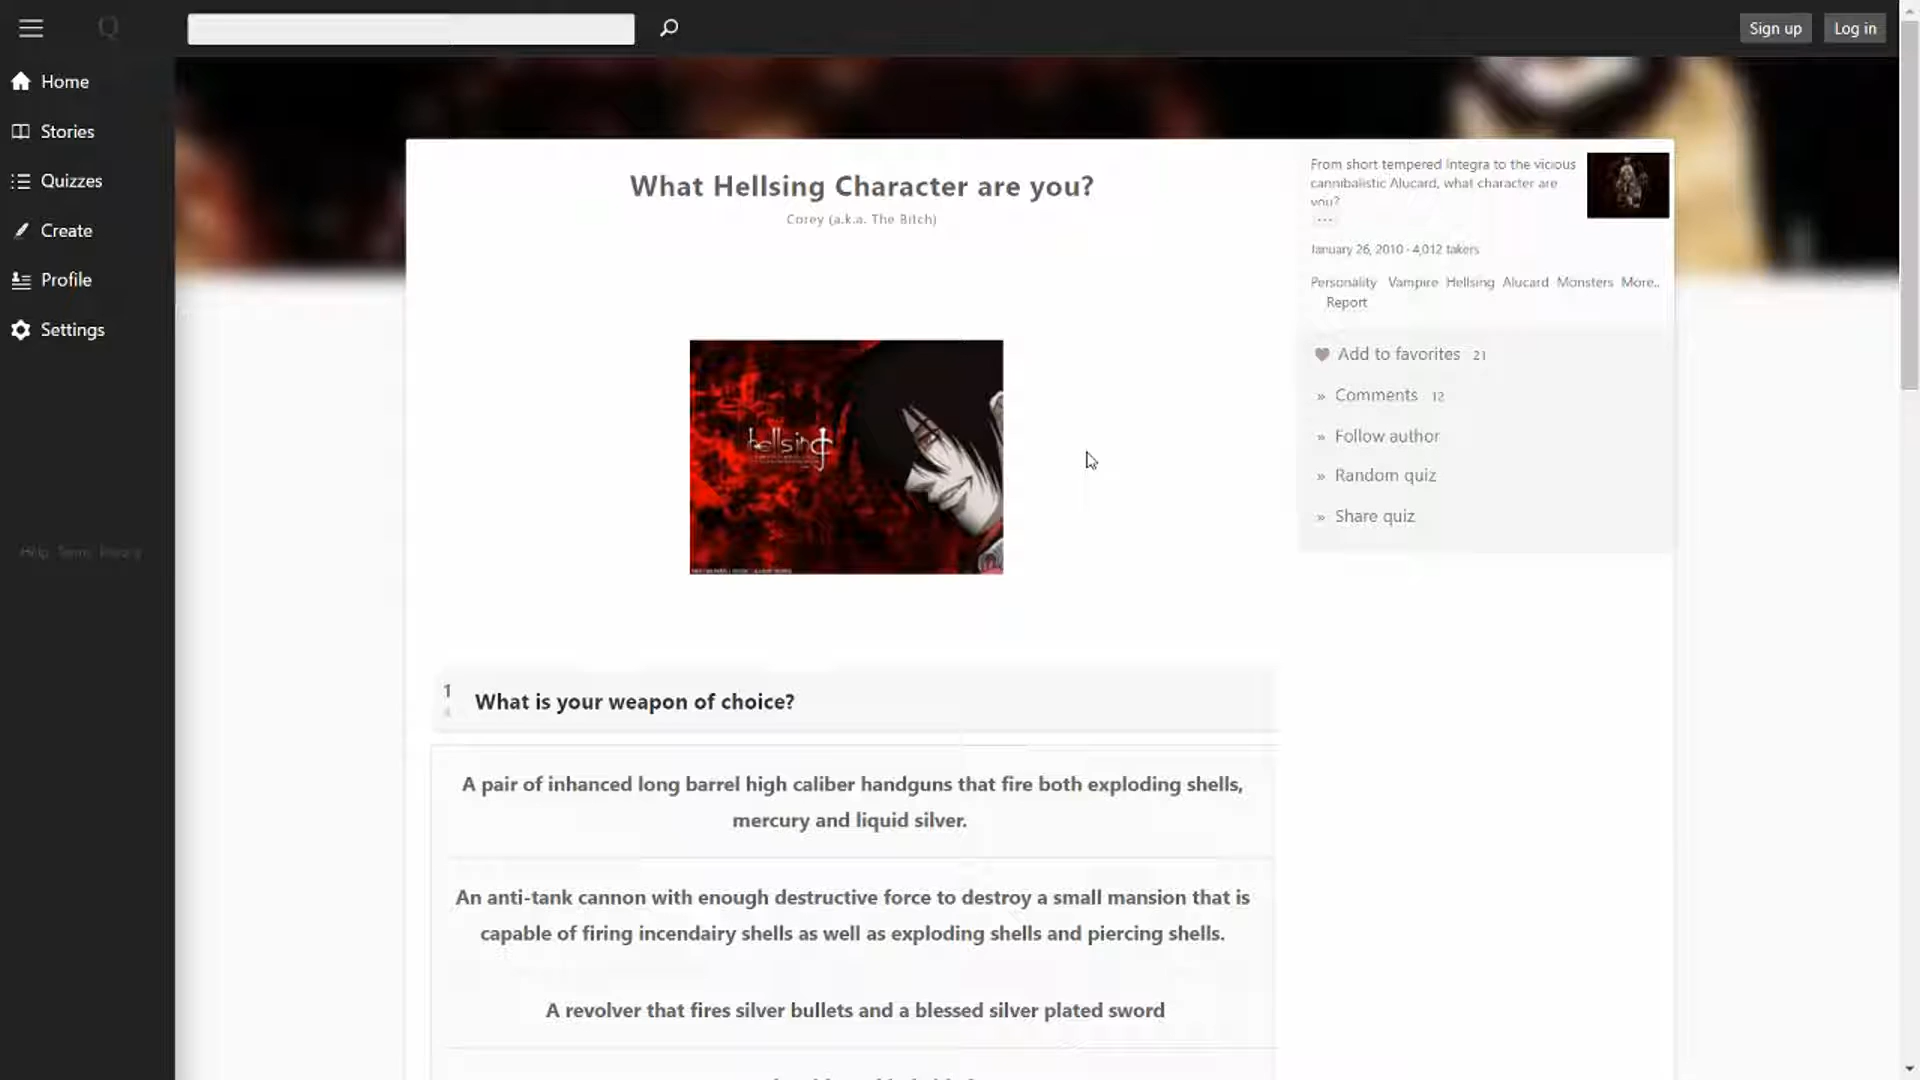 Q
Sign up
Log in
Home
Stories
Quizzes
Create
Profile
Settings
Help Terms Privacy
What Hellsing Character are you?
Corey (a.k.a. The Bitch)
hellsing
1
4
What is your weapon of choice?
A pair of inhanced long barrel high caliber handguns that fire both exploding shells,
mercury and liquid silver.
An anti-tank cannon with enough destructive force to destroy a small mansion that is
capable of firing incendairy shells as well as exploding shells and piercing shells.
A revolver that fires silver bullets and a blessed silver plated sword
From short tempered Integra to the vicious
cannibalistic Alucard, what character are
you?
...
January 26, 2010 · 4,012 takers
Personality Vampire Hellsing Alucard Monsters More..
Report
Add to favorites 21
» Comments 12
» Follow author
» Random quiz
» Share quiz